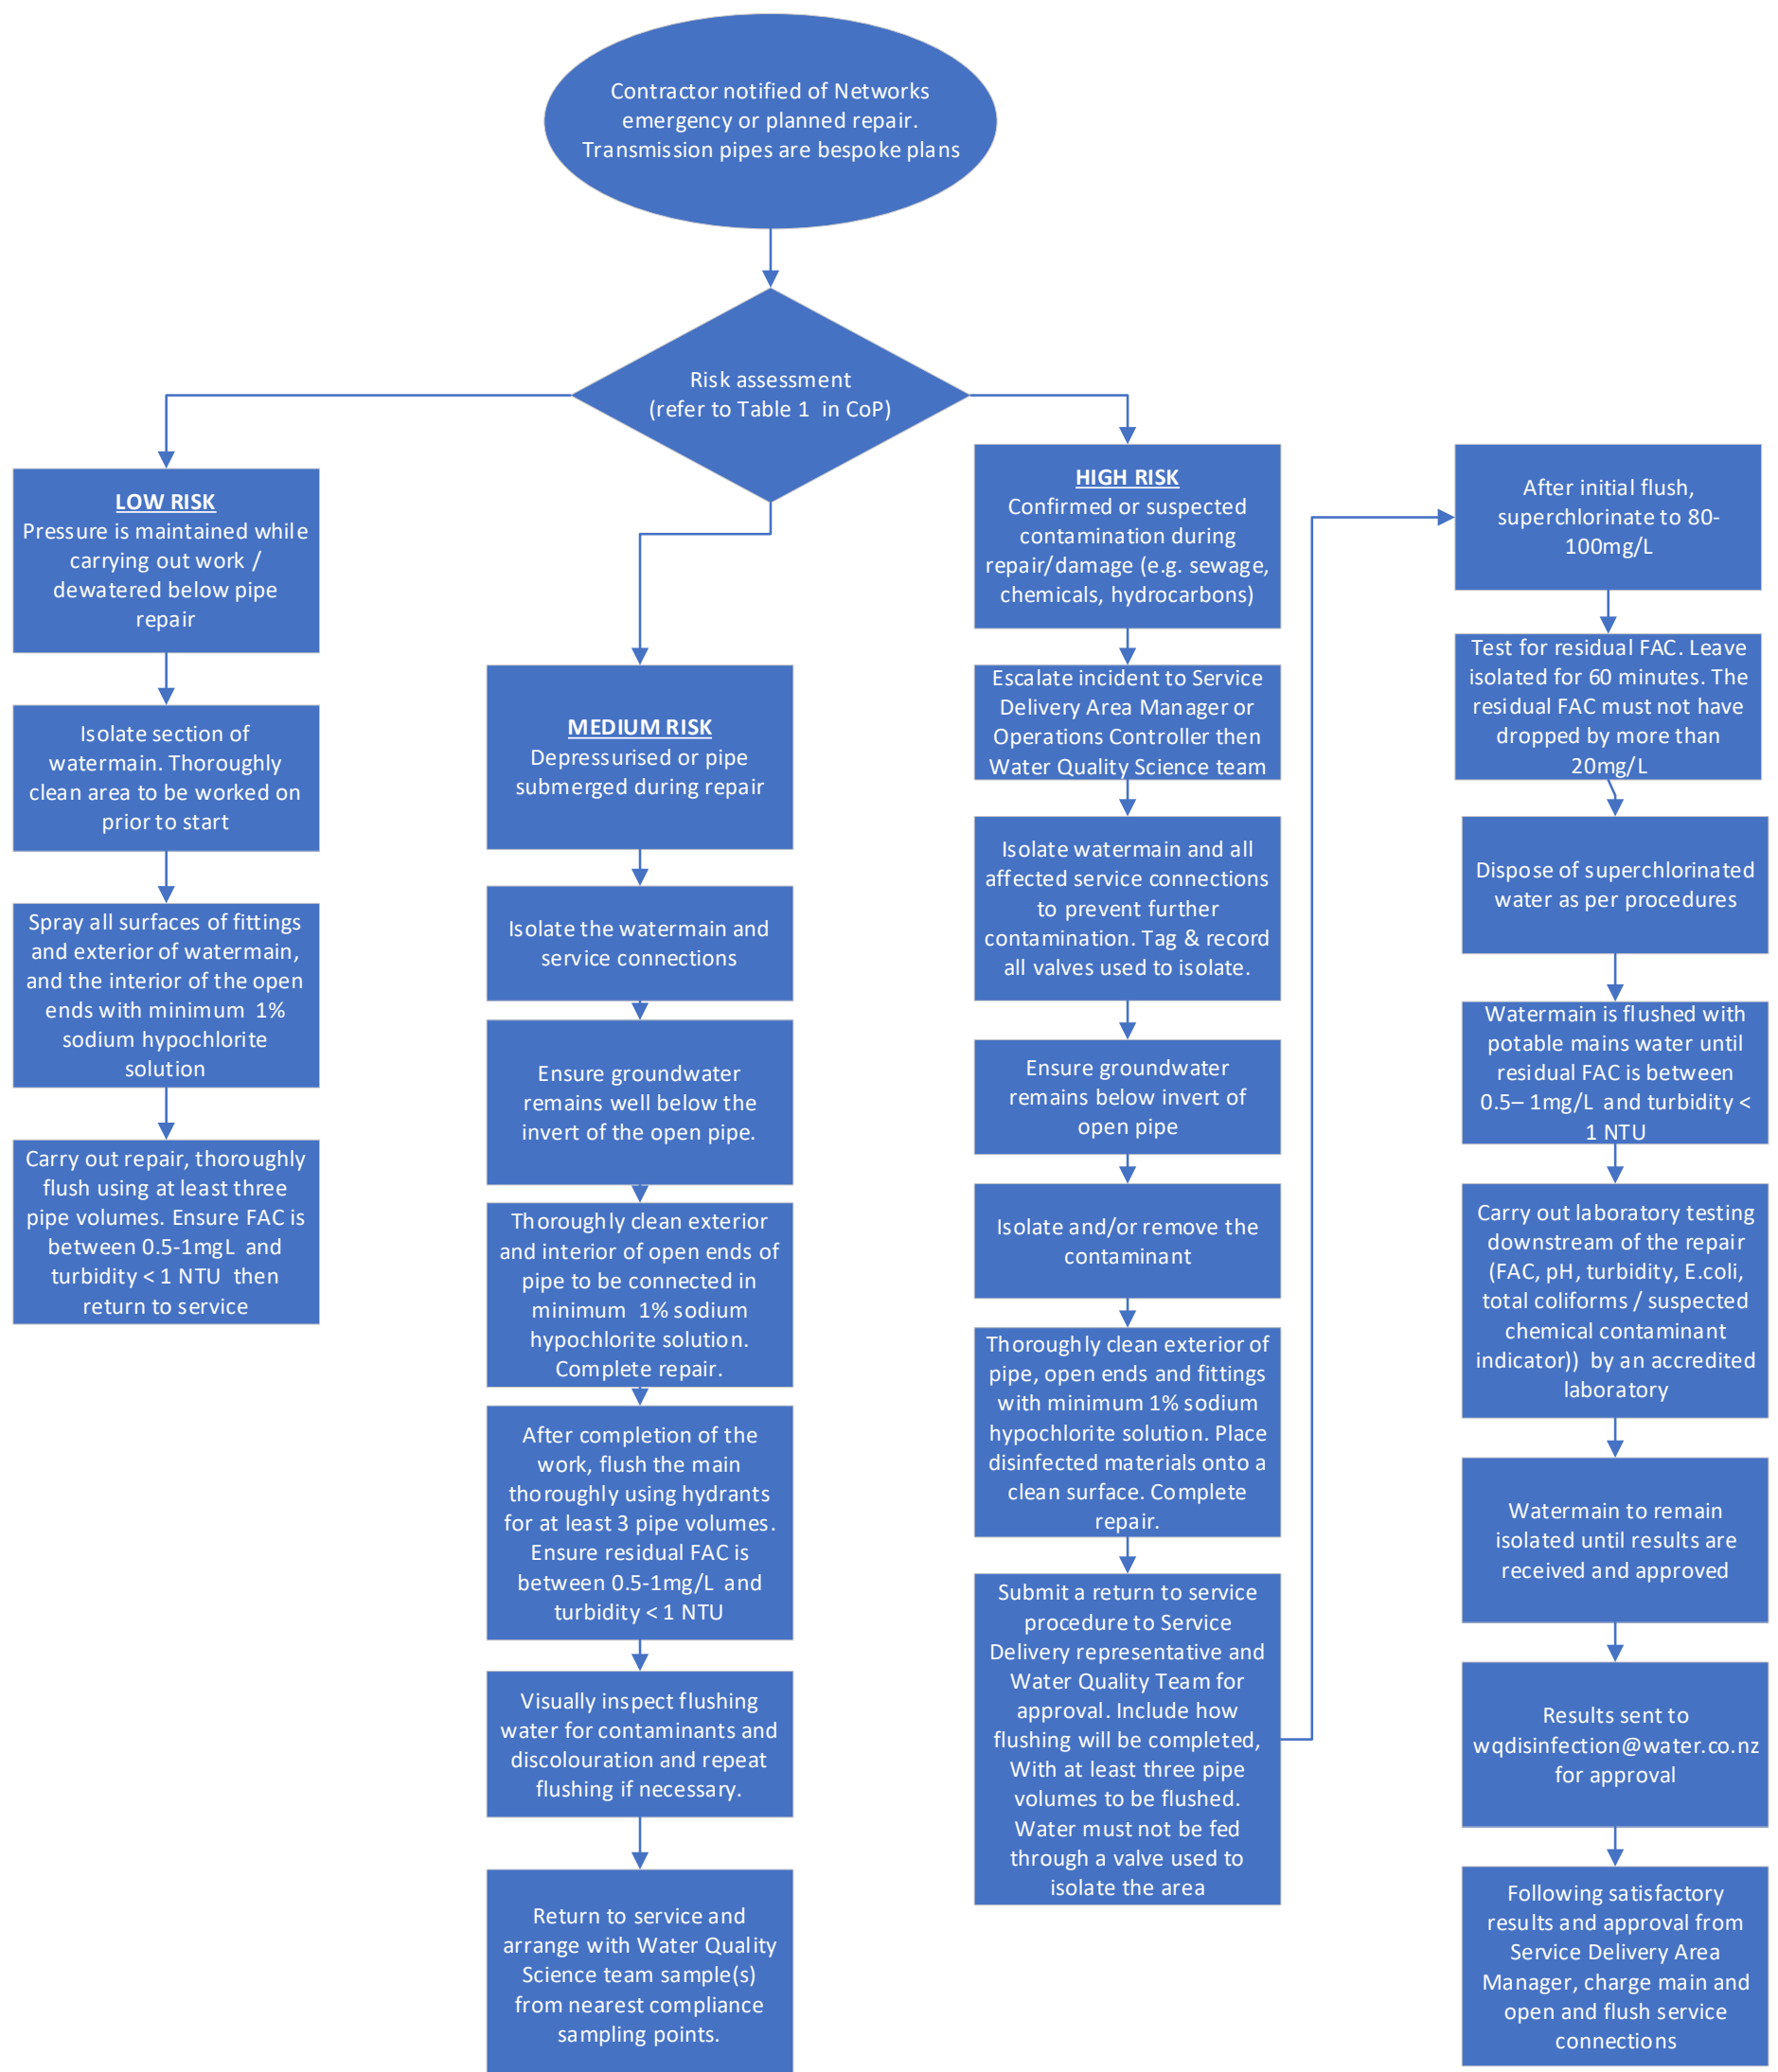 Contractor notified of Networks
emergency or planned repair.
Transmission pipes are bespoke plans
Risk assessment
(refer to Table 1 in CoP)
LOW RISK
Pressure is maintained while
carrying out work /
dewatered below pipe
repair
Isolate section of
watermain. Thoroughly
clean area to be worked on
prior to start
Spray all surfaces of fittings
and exterior of watermain,
and the interior of the open
ends with minimum 1%
sodium hypochlorite
solution
Carry out repair, thoroughly
flush using at least three
pipe volumes. Ensure FAC is
between 0.5-1mgL and
turbidity < 1 NTU then
return to service
MEDIUM RISK
Depressurised or pipe
submerged during repair
Isolate the watermain and
service connections
Ensure groundwater
remains well below the
invert of the open pipe.
Thoroughly clean exterior
and interior of open ends of
pipe to be connected in
minimum 1% sodium
hypochlorite solution.
Complete repair.
After completion of the
work, flush the main
thoroughly using hydrants
for at least 3 pipe volumes.
Ensure residual FAC is
between 0.5-1mg/L and
turbidity < 1 NTU
Visually inspect flushing
water for contaminants and
discolouration and repeat
flushing if necessary.
Return to service and
arrange with Water Quality
Science team sample(s)
from nearest compliance
sampling points.
HIGH RISK
Confirmed or suspected
contamination during
repair/damage (e.g. sewage,
chemicals, hydrocarbons)
Escalate incident to Service
Delivery Area Manager or
Operations Controller then
Water Quality Science team
Isolate watermain and all
affected service connections
to prevent further
contamination. Tag & record
all valves used to isolate.
Ensure groundwater
remains below invert of
open pipe
Isolate and/or remove the
contaminant
Thoroughly clean exterior of
pipe, open ends and fittings
with minimum 1% sodium
hypochlorite solution. Place
disinfected materials onto a
clean surface. Complete
repair.
Submit a return to service
procedure to Service
Delivery representative and
Water Quality Team for
approval. Include how
flushing will be completed,
With at least three pipe
volumes to be flushed.
Water must not be fed
through a valve used to
isolate the area
After initial flush,
superchlorinate to 80-
100mg/L
Test for residual FAC. Leave
isolated for 60 minutes. The
residual FAC must not have
dropped by more than
20mg/L
Dispose of superchlorinated
water as per procedures
Watermain is flushed with
potable mains water until
residual FAC is between
0.5– 1mg/L and turbidity <
1 NTU
Carry out laboratory testing
downstream of the repair
(FAC, pH, turbidity, E.coli,
total coliforms / suspected
chemical contaminant
indicator)) by an accredited
laboratory
Watermain to remain
isolated until results are
received and approved
Results sent to
wqdisinfection@water.co.nz
for approval
Following satisfactory
results and approval from
Service Delivery Area
Manager, charge main and
open and flush service
connections